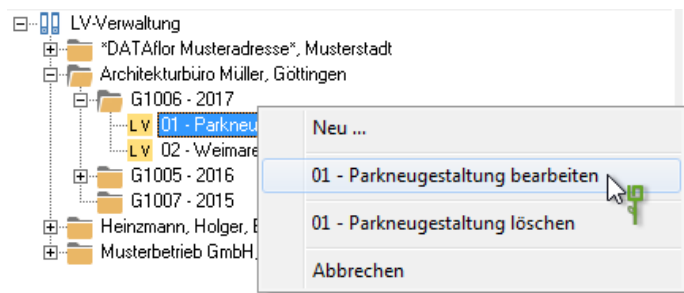 LV-Verwaltung
*DATAflor Musteradresse*, Musterstadt
Architekturbüro Müller, Göttingen
G1006 - 2017
LV 01 - Parkneu
LV 02 - Weimare
G1005 - 2016
G1007 - 2015
Heinzmann, Holger,
Musterbetrieb GmbH,
Neu ...
01 - Parkneugestaltung bearbeiten
01 - Parkneugestaltung löschen
Abbrechen